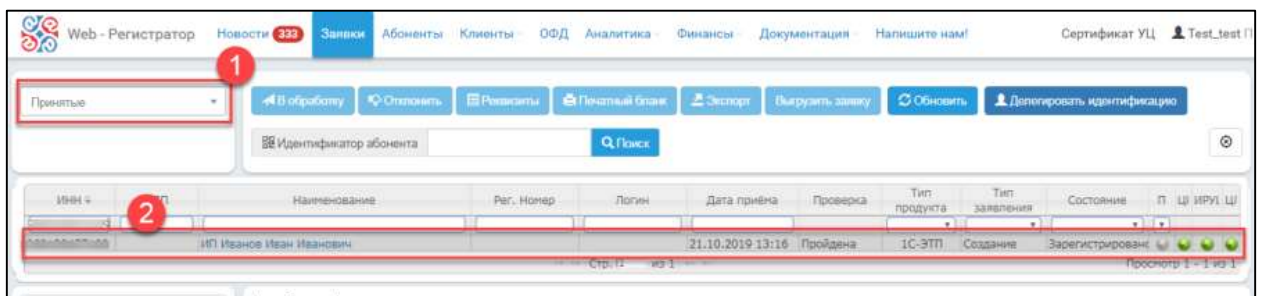 Web - Регистратор Новости 333 Заявки Абоненты Клиенты ОФД Аналитика Финансы Документация Напишите нам! Сертификат УЦ Test_test
1
Принятые В обработку Отклонить Реквизиты Печатный бланк Экспорт Выгрузить заявку Обновить Делегировать идентификацию
Идентификатор абонента Поиск
ИНН 2 Наименование Рег. Номер Логин Дата приёма Проверка Тип продукта Тип заявления Состояние П
ИП Иванов Иван Иванович 21.10.2019 13:16 Пройдена 1С-ЭТП Создание Зарегистрирован
Стр. из 1 Просмотр 1 - 1 из 1